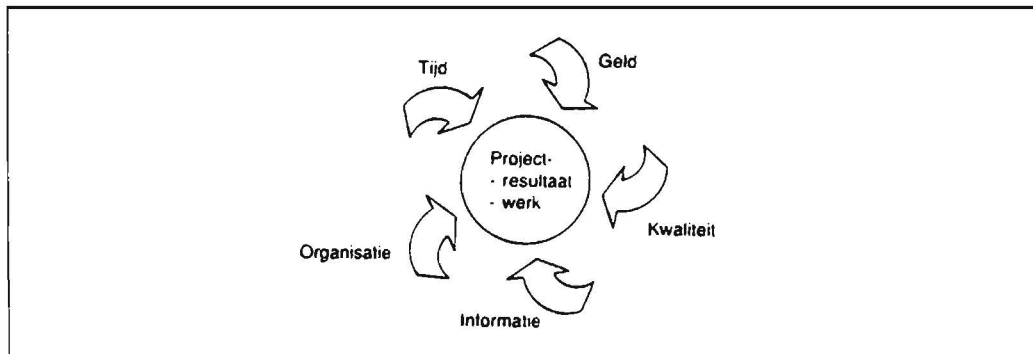 Tijd
Geld
Project-
- resultaat
- werk
Kwaliteit
Organisatie
Informatie